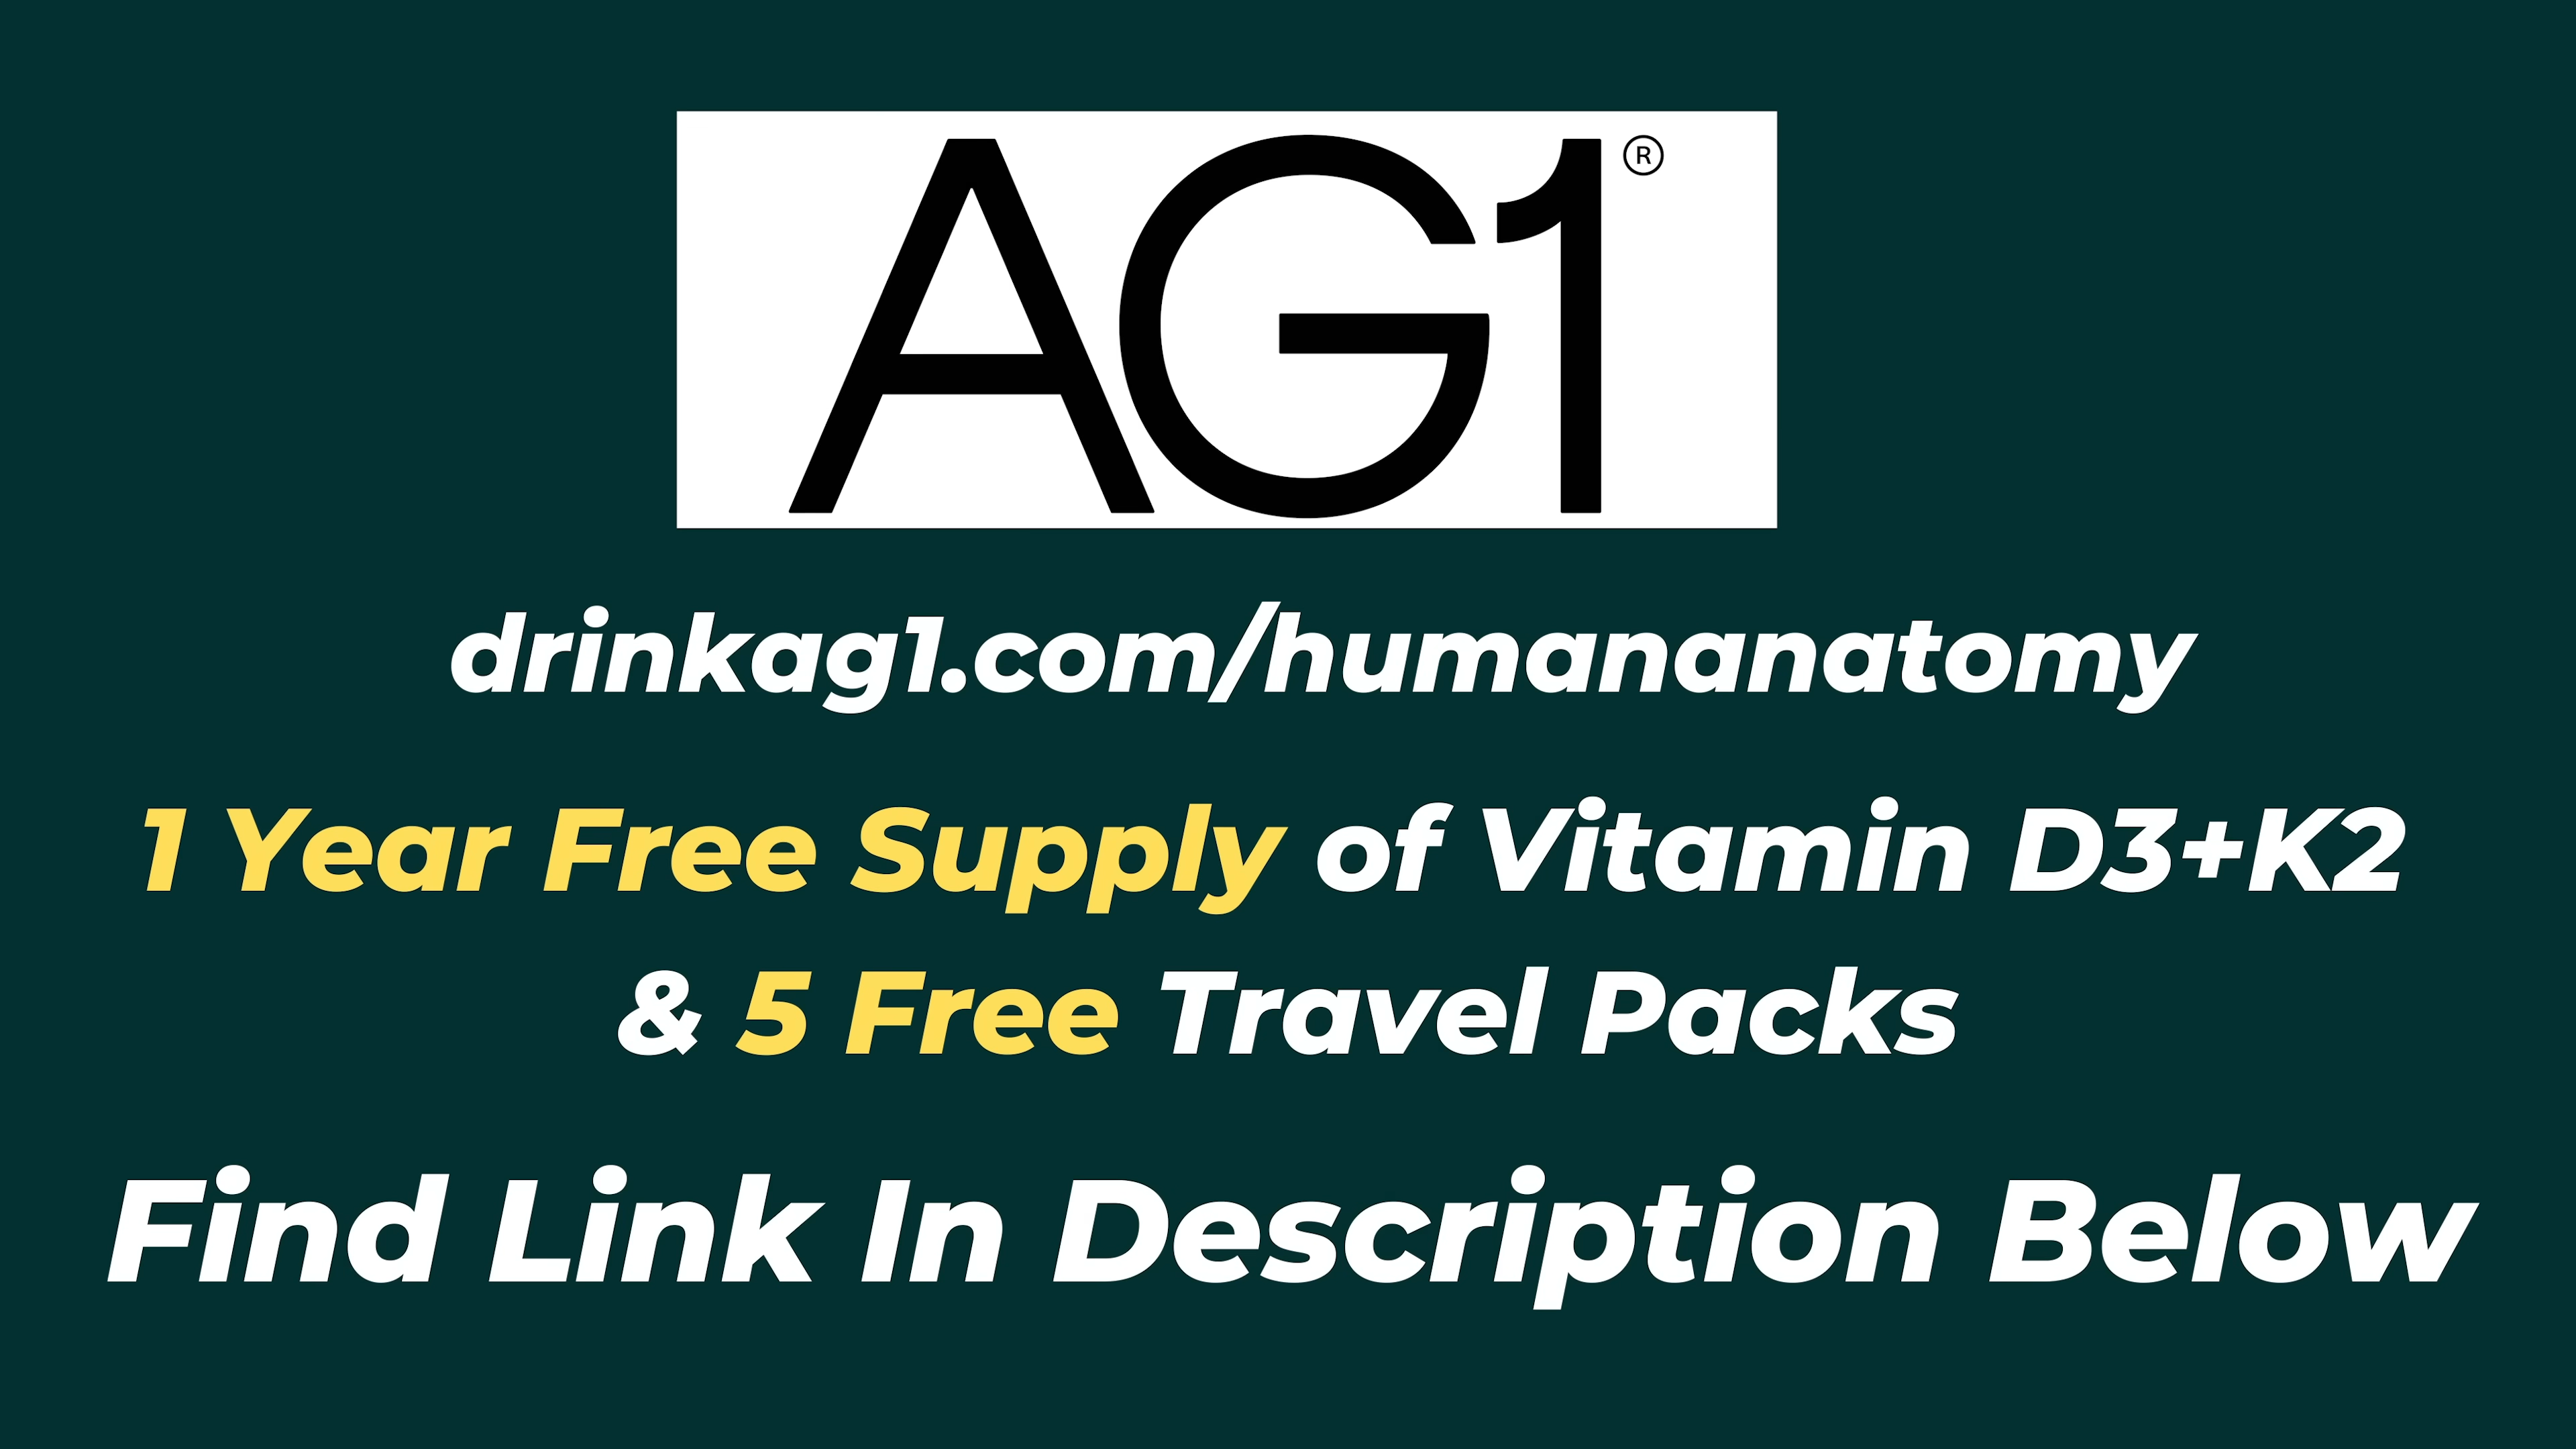 AG1®
drinkag1.com/humananatomy
1 Year Free Supply of Vitamin D3+K2
& 5 Free Travel Packs
Find Link In Description Below